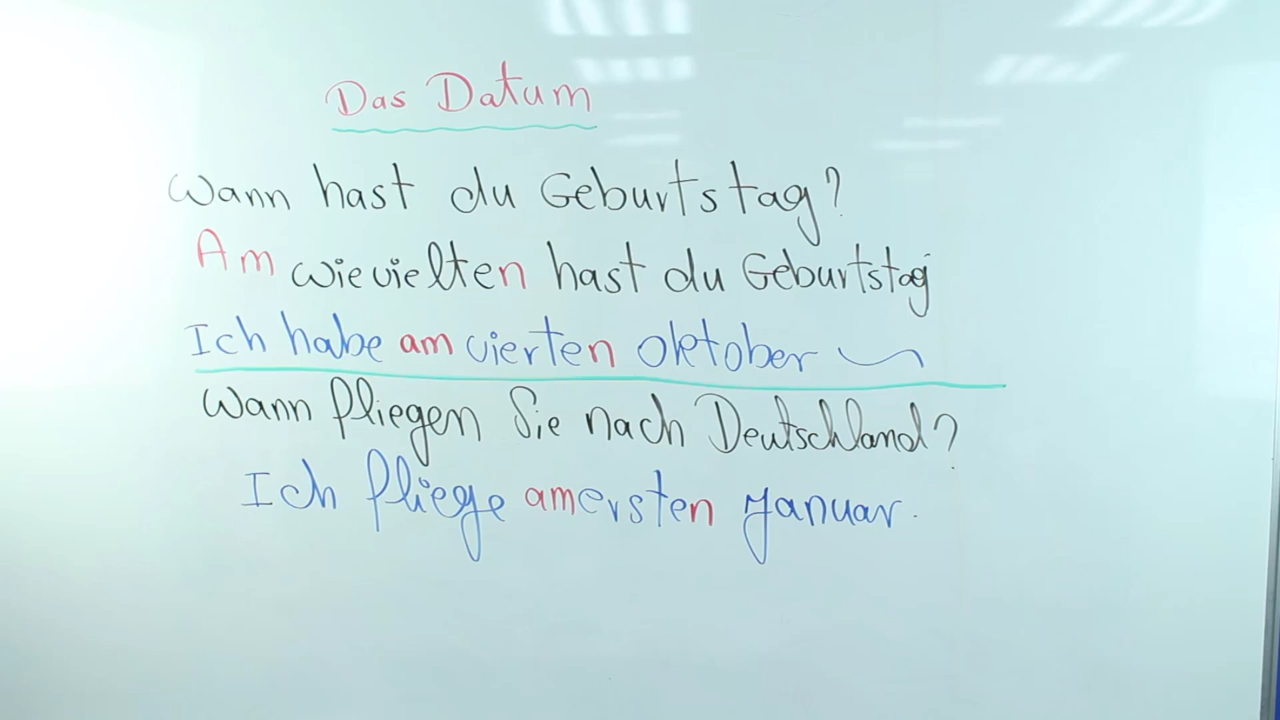 Das Datum
Wann hast du Geburtstag?
Am wievielten hast du Geburtstag
Ich habe am vierten Oktober
Wann fliegen Sie nach Deutschland?
Ich fliege am ersten Januar.